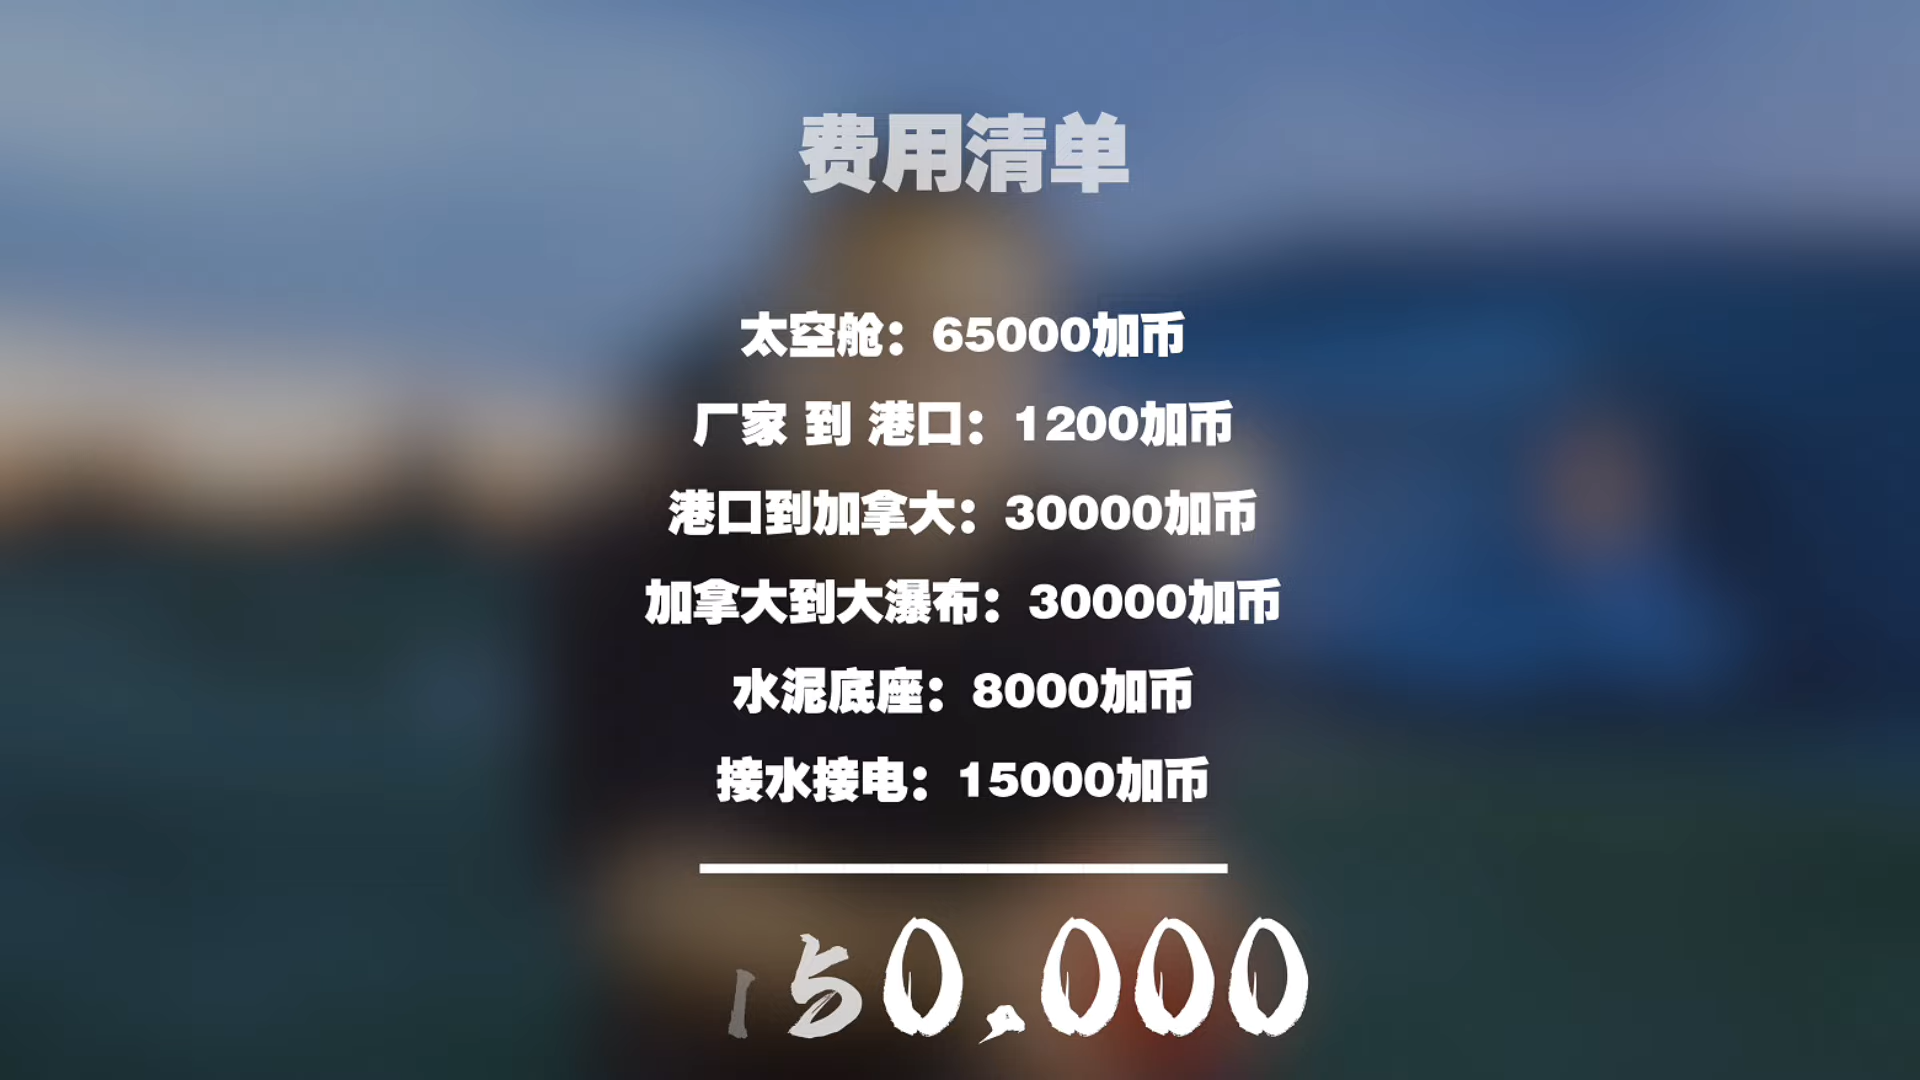 费用清单
太空舱：65000加币
厂家 到 港口：1200加币
港口到加拿大：30000加币
加拿大到大瀑布：30000加币
水泥底座：8000加币
接水接电：15000加币
150,000